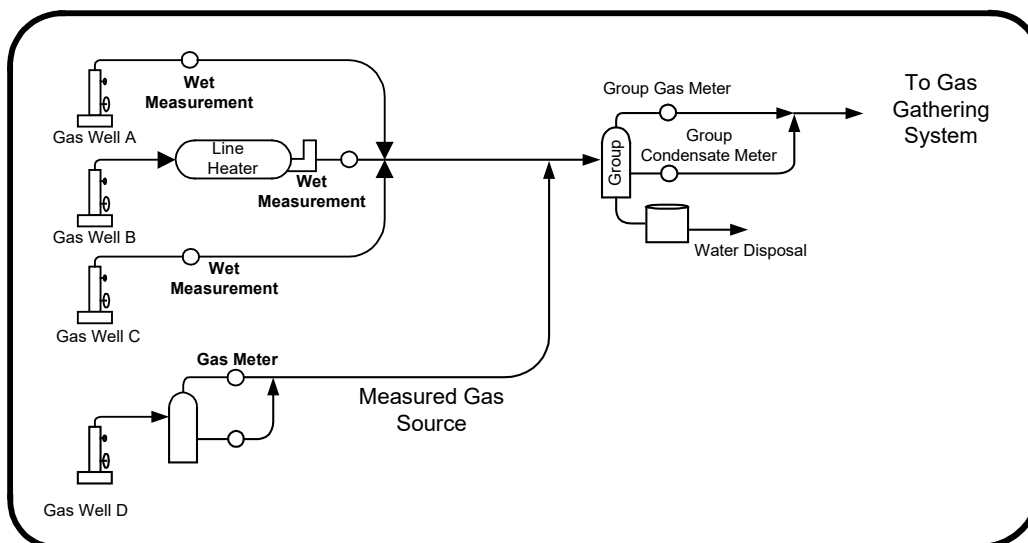 Wet
Measurement
Gas Well A
Line
Heater
Wet
Measurement
Gas Well B
Wet
Measurement
Gas Well C
Group Gas Meter
Group
Condensate Meter
Group
Water Disposal
To Gas
Gathering
System
Gas Meter
Measured Gas
Source
Gas Well D